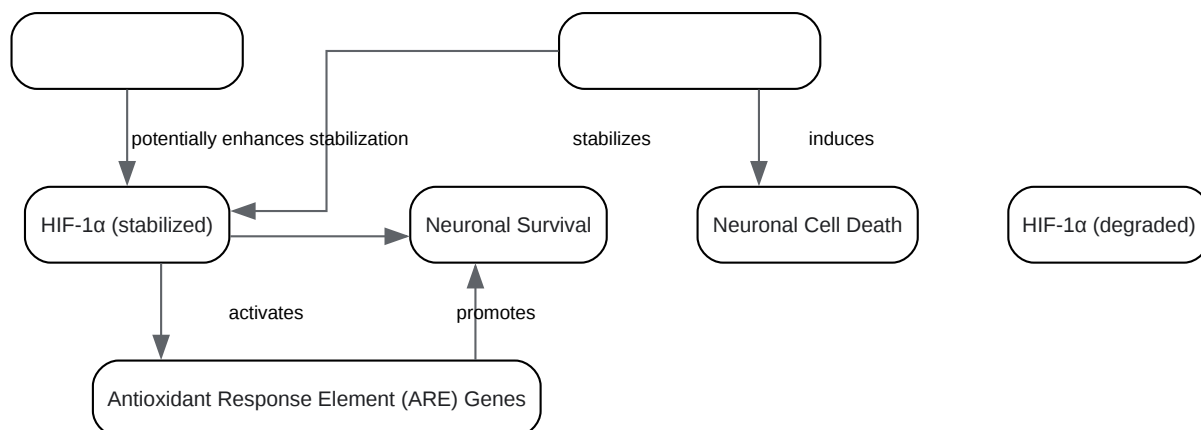 potentially enhances stabilization
stabilizes
induces
HIF-1α (stabilized)
Neuronal Survival
Neuronal Cell Death
HIF-1α (degraded)
activates
promotes
Antioxidant Response Element (ARE) Genes